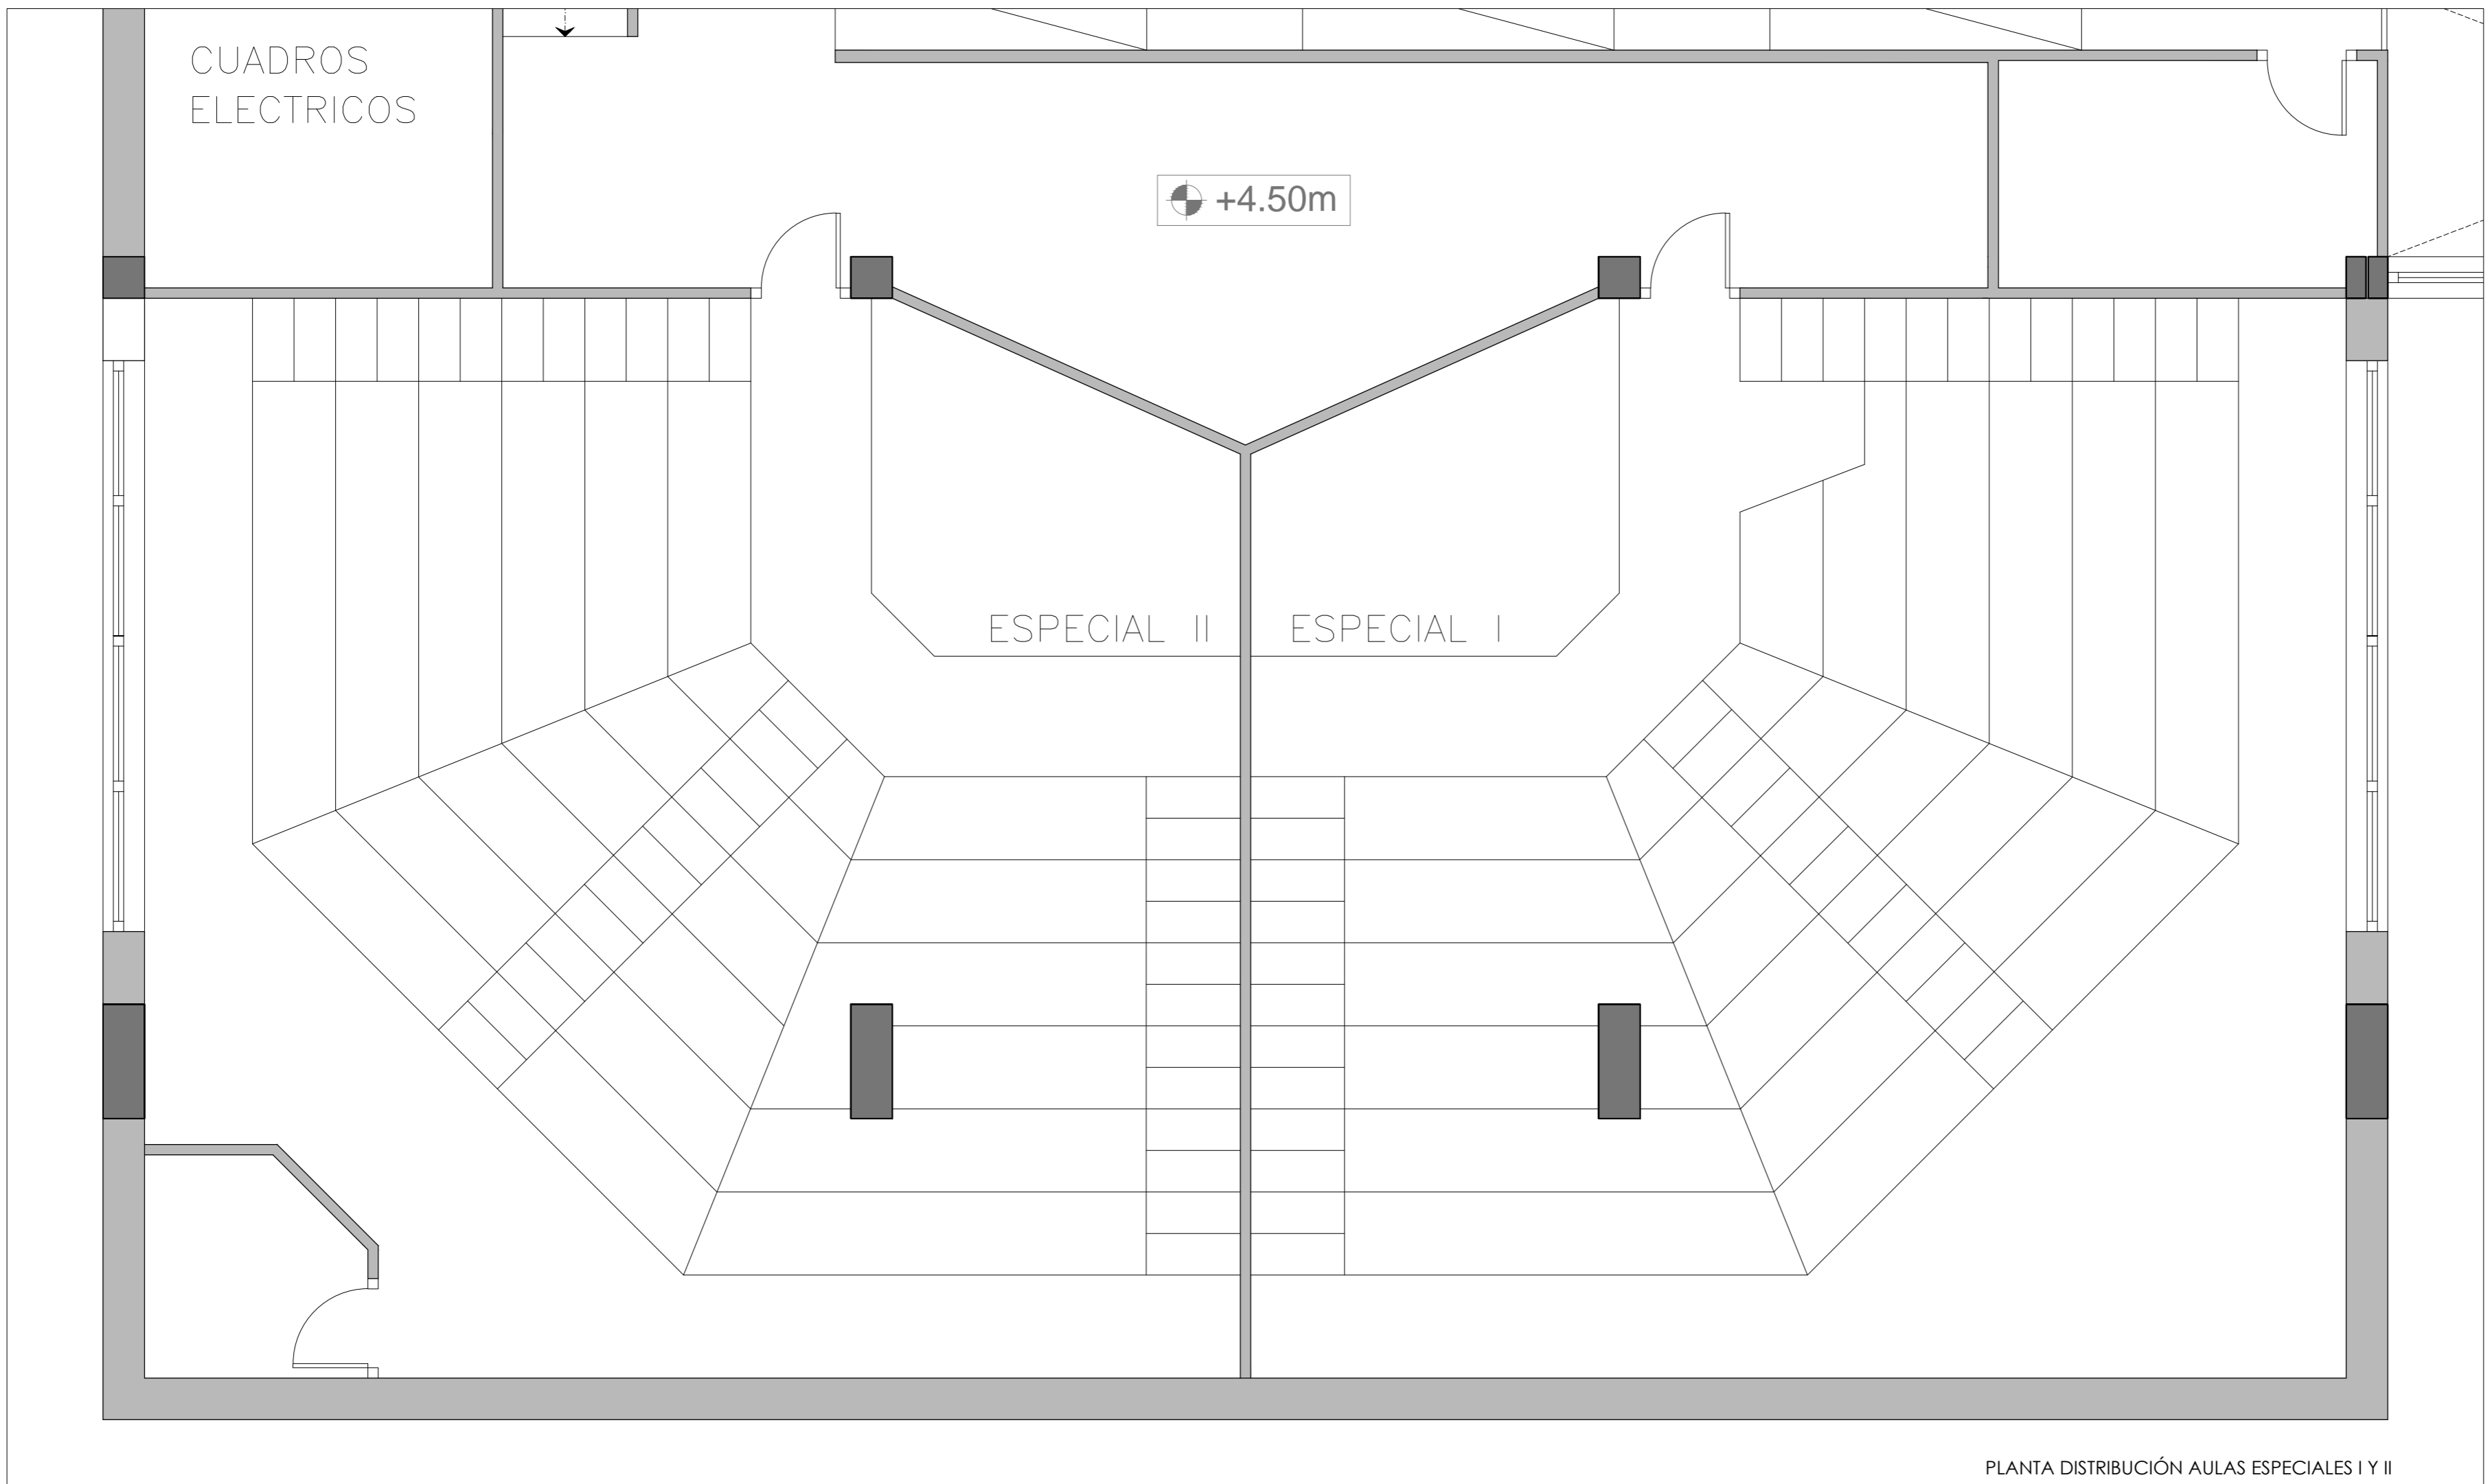 CUADROS
ELECTRICOS
+4.50m
ESPECIAL II
ESPECIAL I
PLANTA DISTRIBUCIÓN AULAS ESPECIALES I Y II